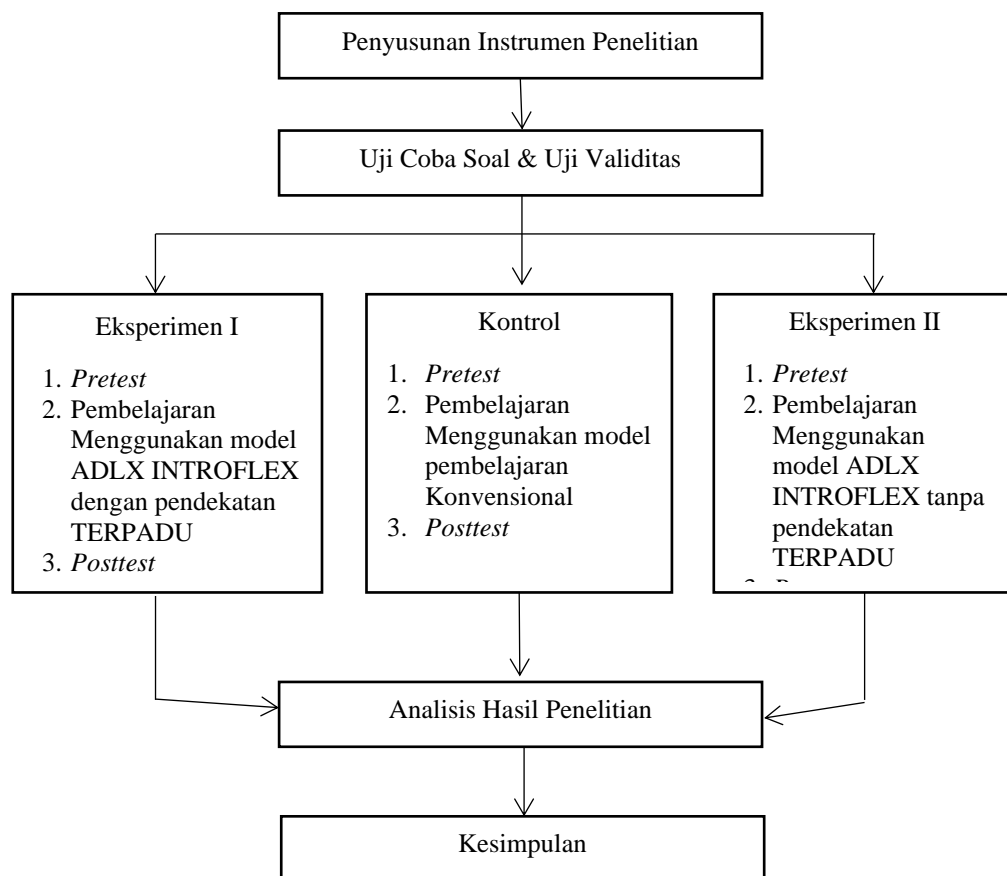 Penyusunan Instrumen Penelitian
Uji Coba Soal & Uji Validitas
Eksperimen I
1. Pretest
2. Pembelajaran
Menggunakan model
ADLX INTROFLEX
dengan pendekatan
TERPADU
3. Posttest
Kontrol
1. Pretest
2. Pembelajaran
Menggunakan model
pembelajaran
Konvensional
3. Posttest
Eksperimen II
1. Pretest
2. Pembelajaran
Menggunakan
model ADLX
INTROFLEX tanpa
pendekatan
TERPADU
Analisis Hasil Penelitian
Kesimpulan